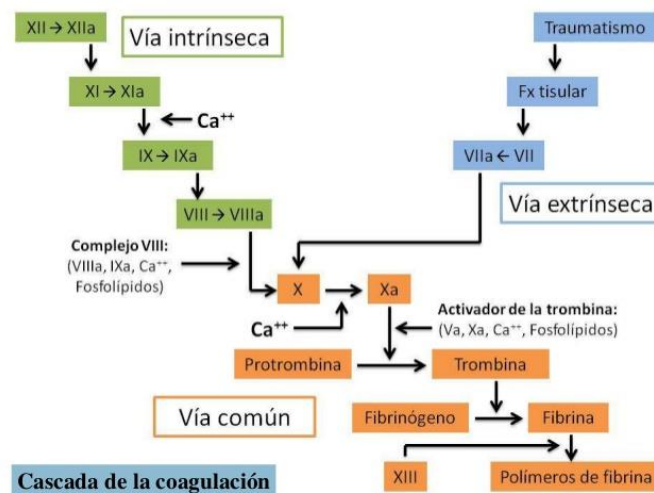 XII → XIIa
Vía intrínseca
XI → XIa
Ca⁺⁺
IX → IXa
VIII → VIIIa
Complejo VIII:
(VIIIa, IXa, Ca⁺⁺,
Fosfolípidos)
Traumatismo
Fx tisular
VIIa ← VII
Vía extrínseca
X
Xa
Ca⁺⁺
Activador de la trombina:
(Va, Xa, Ca⁺⁺, Fosfolípidos)
Protrombina
Trombina
Vía común
Fibrinógeno
Fibrina
XIII
Polímeros de fibrina
Cascada de la coagulación